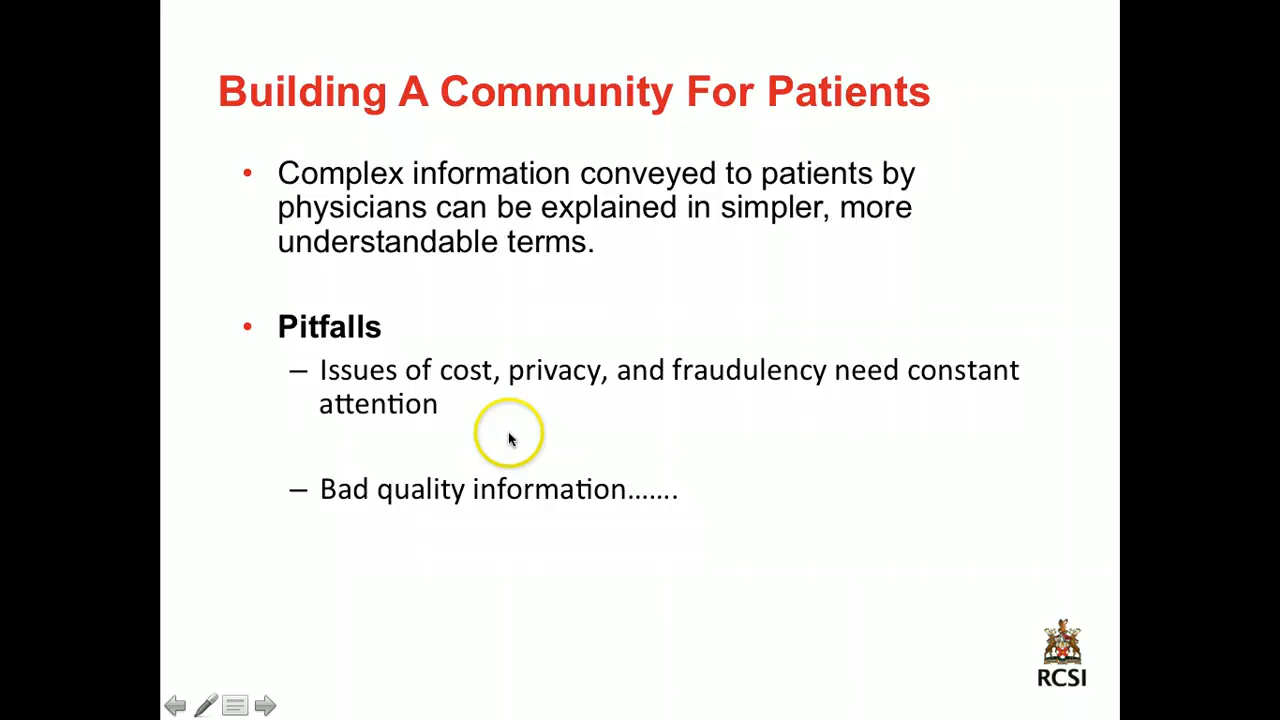 Building A Community For Patients
• Complex information conveyed to patients by
physicians can be explained in simpler, more
understandable terms.
• Pitfalls
– Issues of cost, privacy, and fraudulency need constant
attention
– Bad quality information…….
RCSI